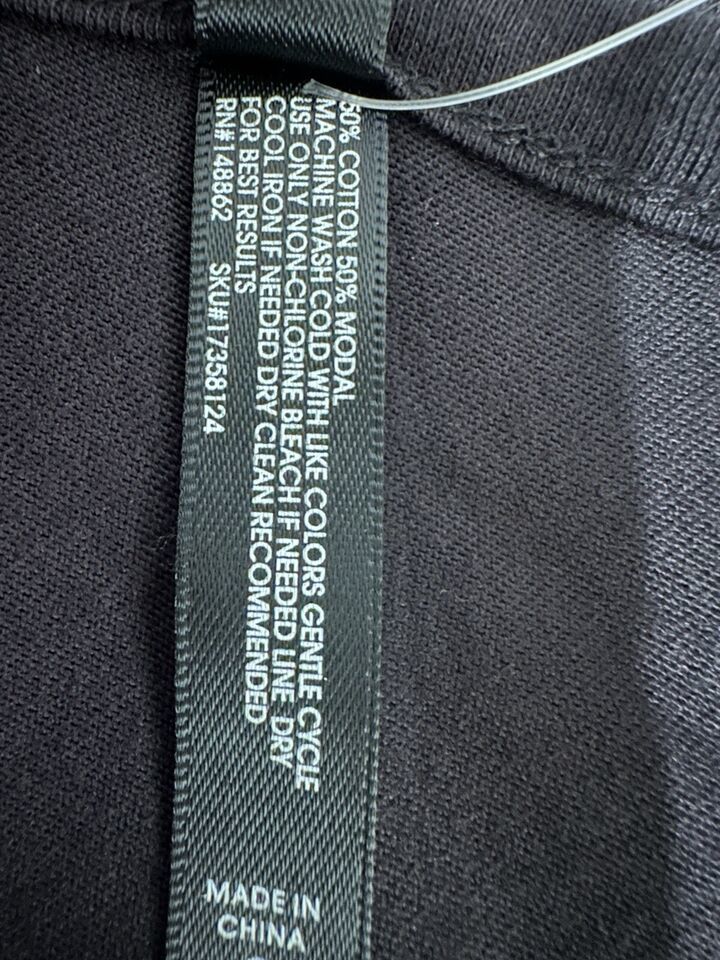 50% COTTON 50% MODAL
MACHINE WASH COLD WITH LIKE COLORS GENTLE CYCLE
USE ONLY NON-CHLORINE BLEACH IF NEEDED LINE DRY
COOL IRON IF NEEDED DRY CLEAN RECOMMENDED
FOR BEST RESULTS
RN#148862 SKU#17358124
MADE IN
CHINA